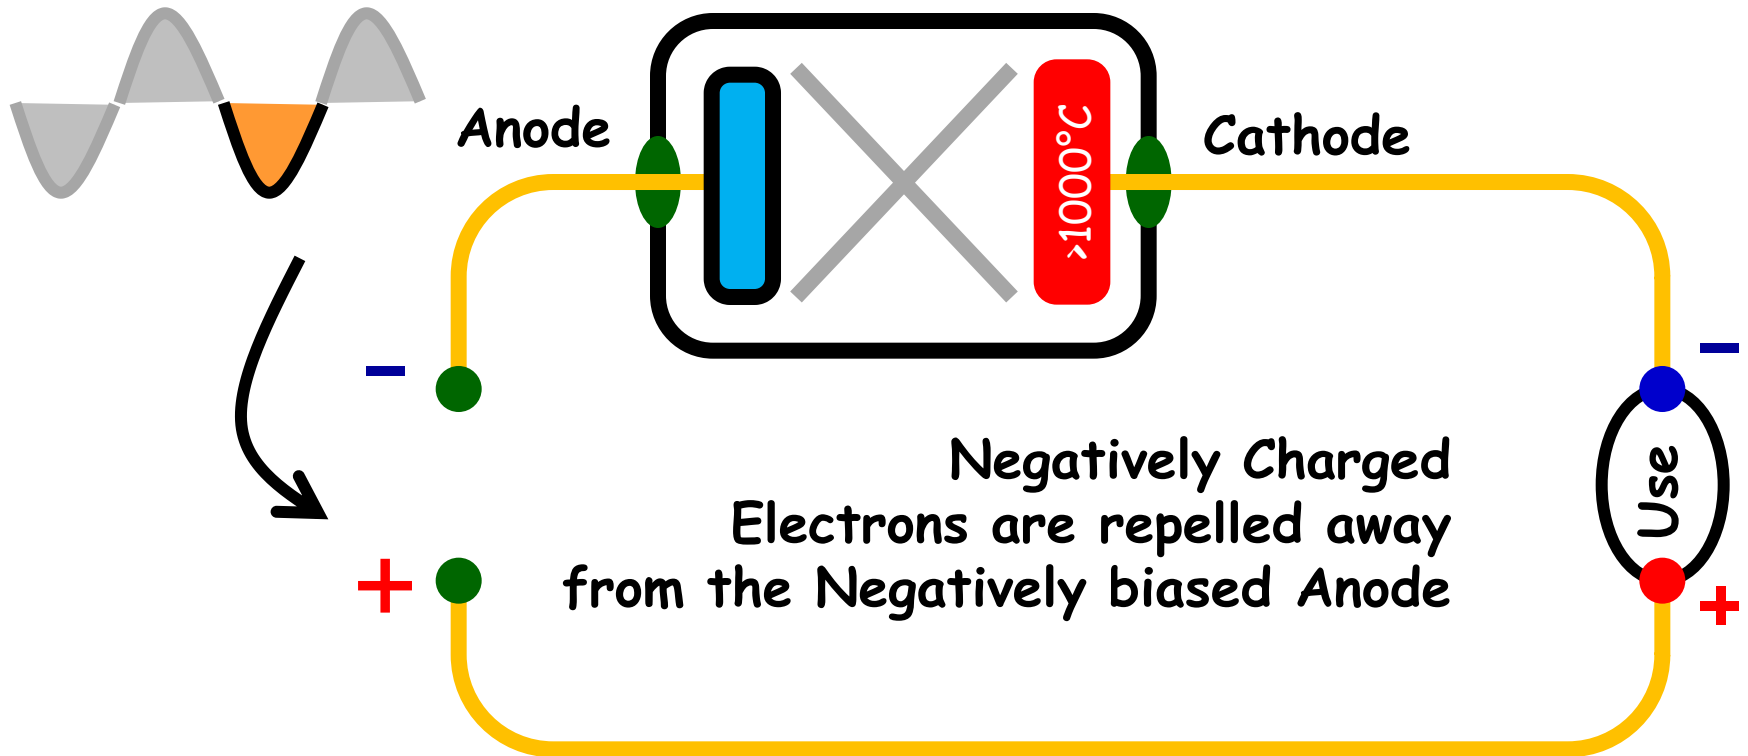 Anode
>1000°C
Cathode
–
–
Negatively Charged
Electrons are repelled away
from the Negatively biased Anode
Use
+
+